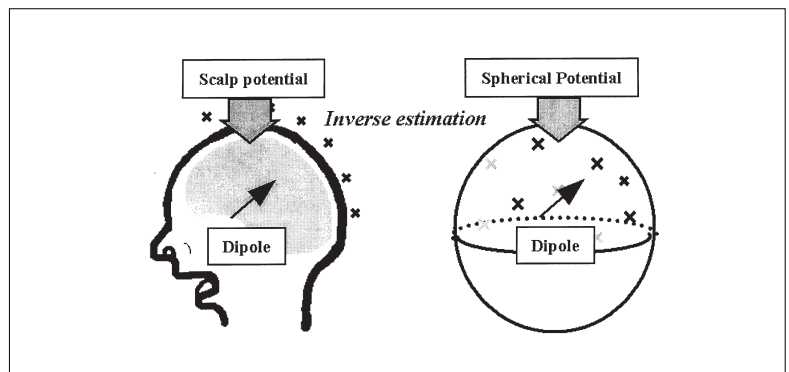 Scalp potential
Spherical Potential
Inverse estimation
Dipole
Dipole